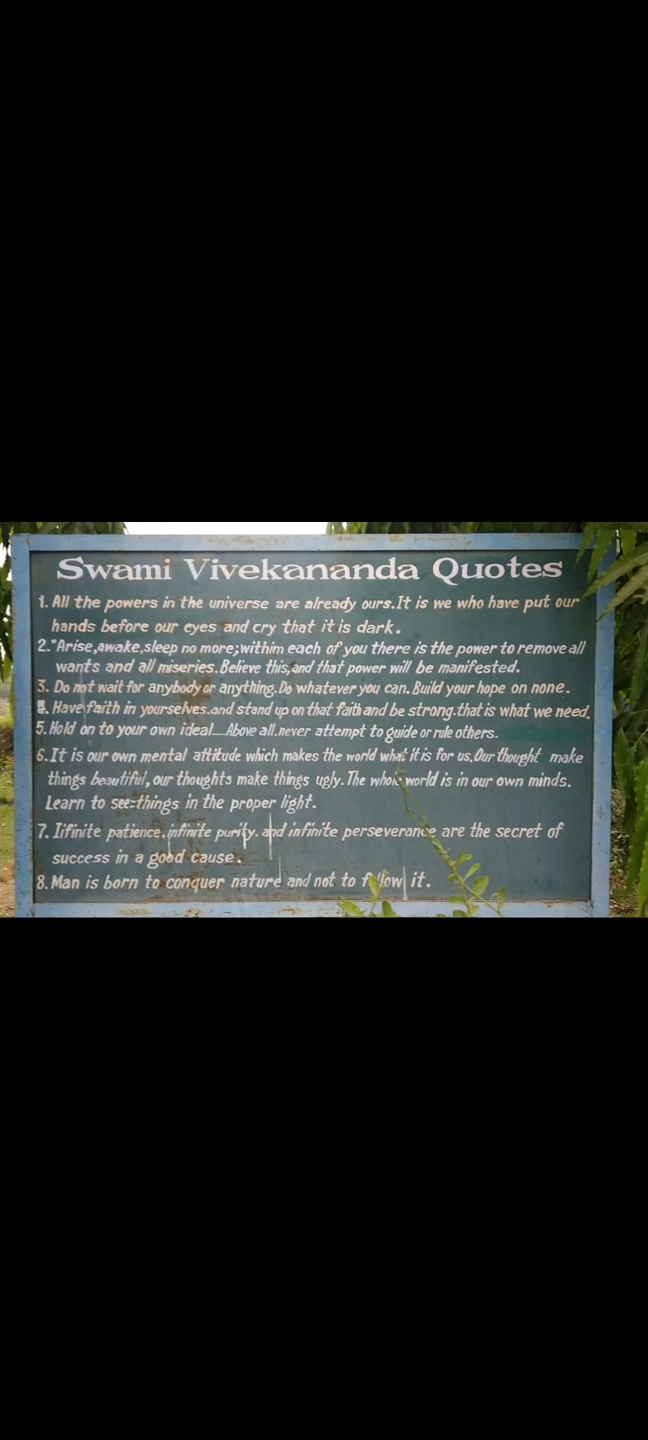 Swami Vivekananda Quotes
1. All the powers in the universe are already ours.It is we who have put our
hands before our eyes and cry that it is dark.
2."Arise,awake,sleep no more;within each of you there is the power to remove all
wants and all miseries.Believe this,and that power will be manifested.
3. Do not wait for anybody or anything.Do whatever you can. Build your hope on none.
4. Have faith in yourselves.and stand up on that faith and be strong.that is what we need.
5. Hold on to your own ideal.....Above all.never attempt to guide or rule others.
6.It is our own mental attitude which makes the world what it is for us.Our thought make
things beautiful, our thoughts make things ugly.The whole world is in our own minds.
Learn to see=things in the proper light.
7. Iifinite patience.infinite purity.and infinite perseverance are the secret of
success in a good cause.
8.Man is born to conquer nature and not to follow it.